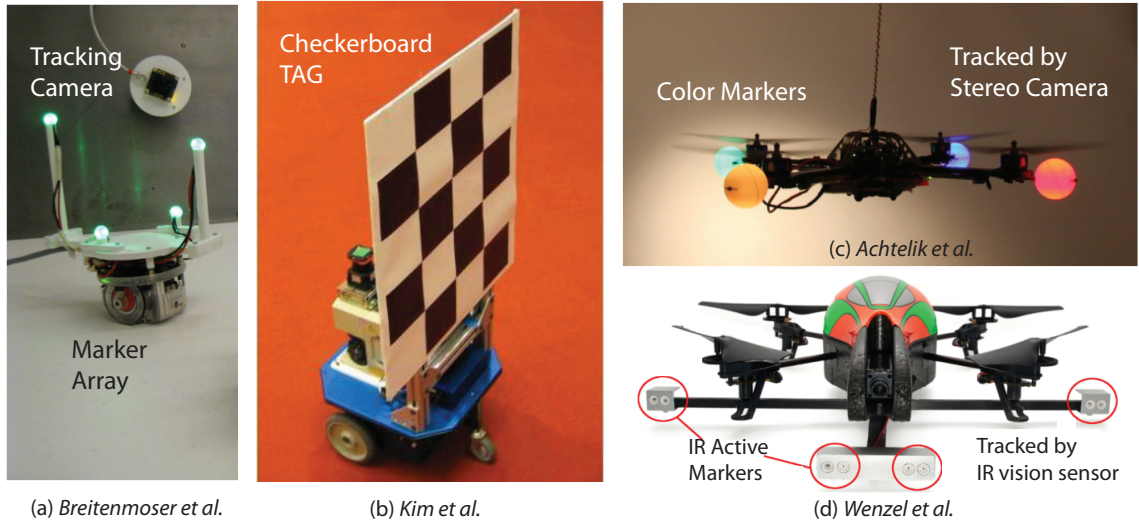 Tracking
Camera
Marker
Array
(a) Breitenmoser et al.
Checkerboard
TAG
(b) Kim et al.
Color Markers
Tracked by
Stereo Camera
(c) Achtelik et al.
IR Active
Markers
Tracked by
IR vision sensor
(d) Wenzel et al.